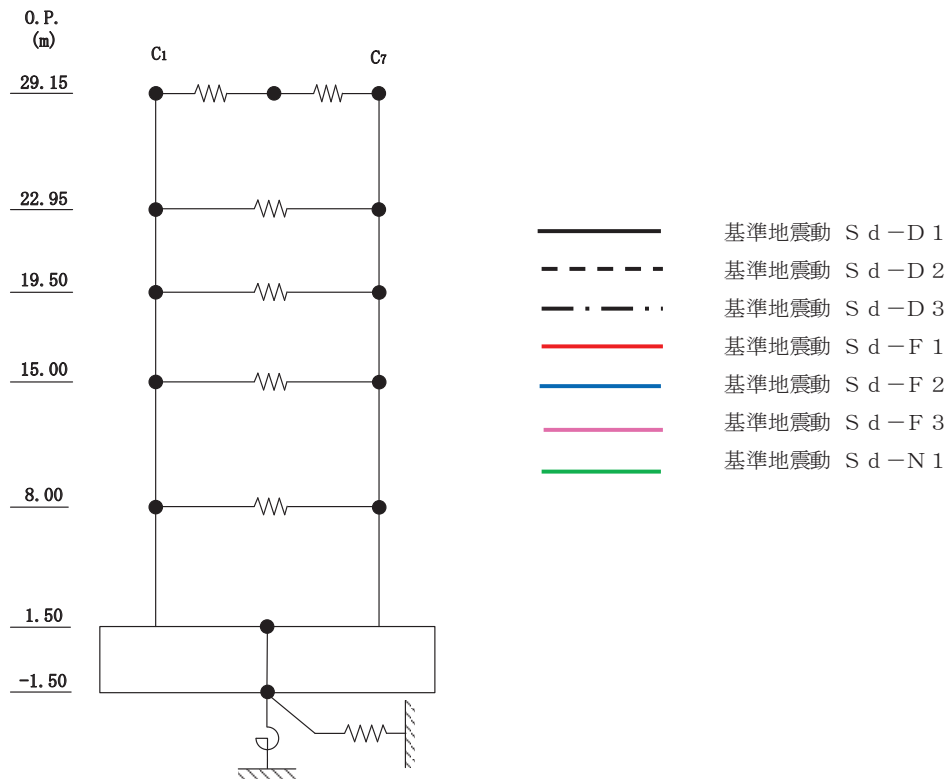 O.P.
(m)
C1
C7
29.15
22.95
19.50
15.00
8.00
1.50
-1.50
基準地震動 Ｓｄ－Ｄ１
基準地震動 Ｓｄ－Ｄ２
基準地震動 Ｓｄ－Ｄ３
基準地震動 Ｓｄ－Ｆ１
基準地震動 Ｓｄ－Ｆ２
基準地震動 Ｓｄ－Ｆ３
基準地震動 Ｓｄ－Ｎ１